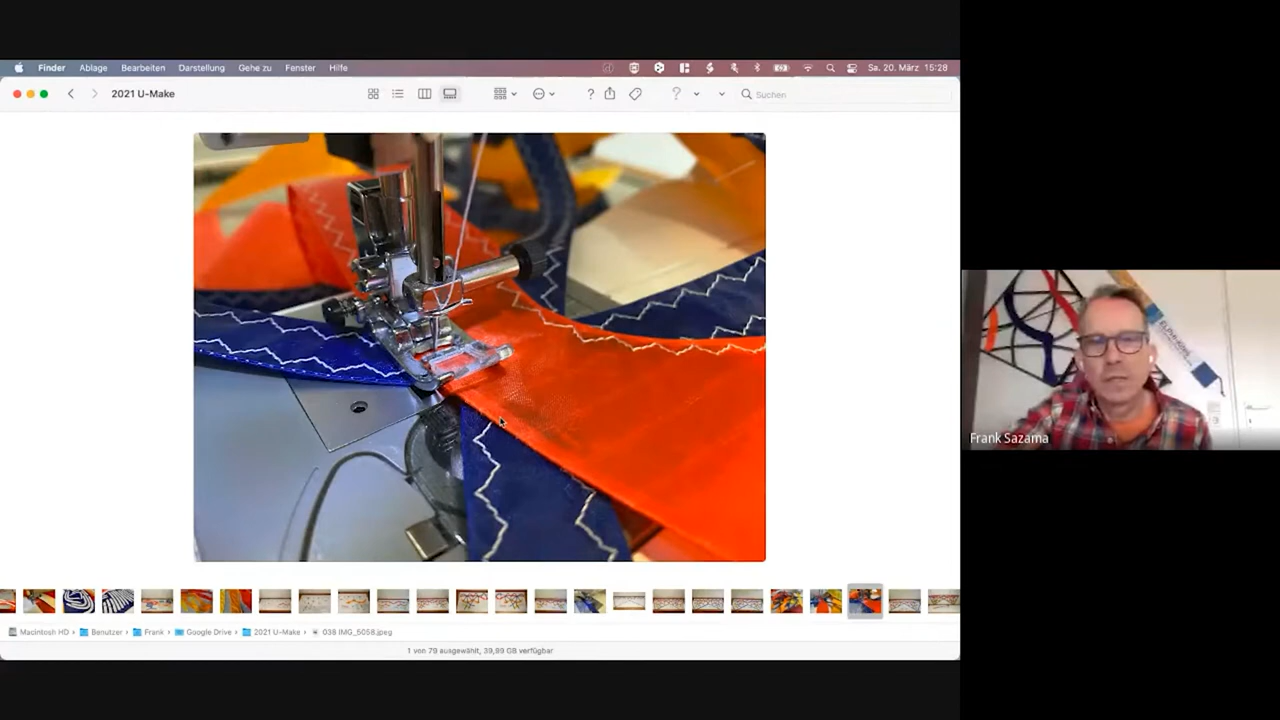 Finder Ablage Bearbeiten Darstellung Gehe zu Fenster Hilfe Sa. 20. März 15:28
2021 U-Make Suchen
Frank Sazama
Macintosh HD › Benutzer › Frank › Google Drive › 2021 U-Make › 038 IMG_5058.jpeg
1 von 79 ausgewählt, 39,99 GB verfügbar